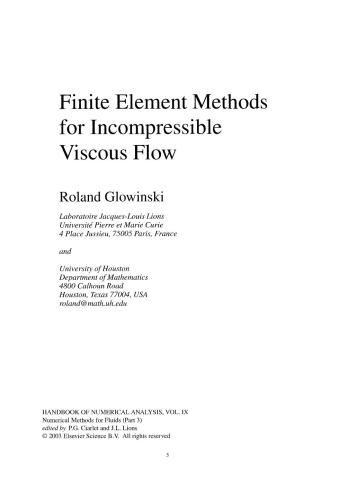 Finite Element Methods
for Incompressible
Viscous Flow
Roland Glowinski
Laboratoire Jacques-Louis Lions
Université Pierre et Marie Curie
4 Place Jussieu, 75005 Paris, France
and
University of Houston
Department of Mathematics
4800 Calhoun Road
Houston, Texas 77004, USA
roland@math.uh.edu
HANDBOOK OF NUMERICAL ANALYSIS, VOL. IX
Numerical Methods for Fluids (Part 3)
edited by P.G. Ciarlet and J.L. Lions
© 2003 Elsevier Science B.V. All rights reserved
3